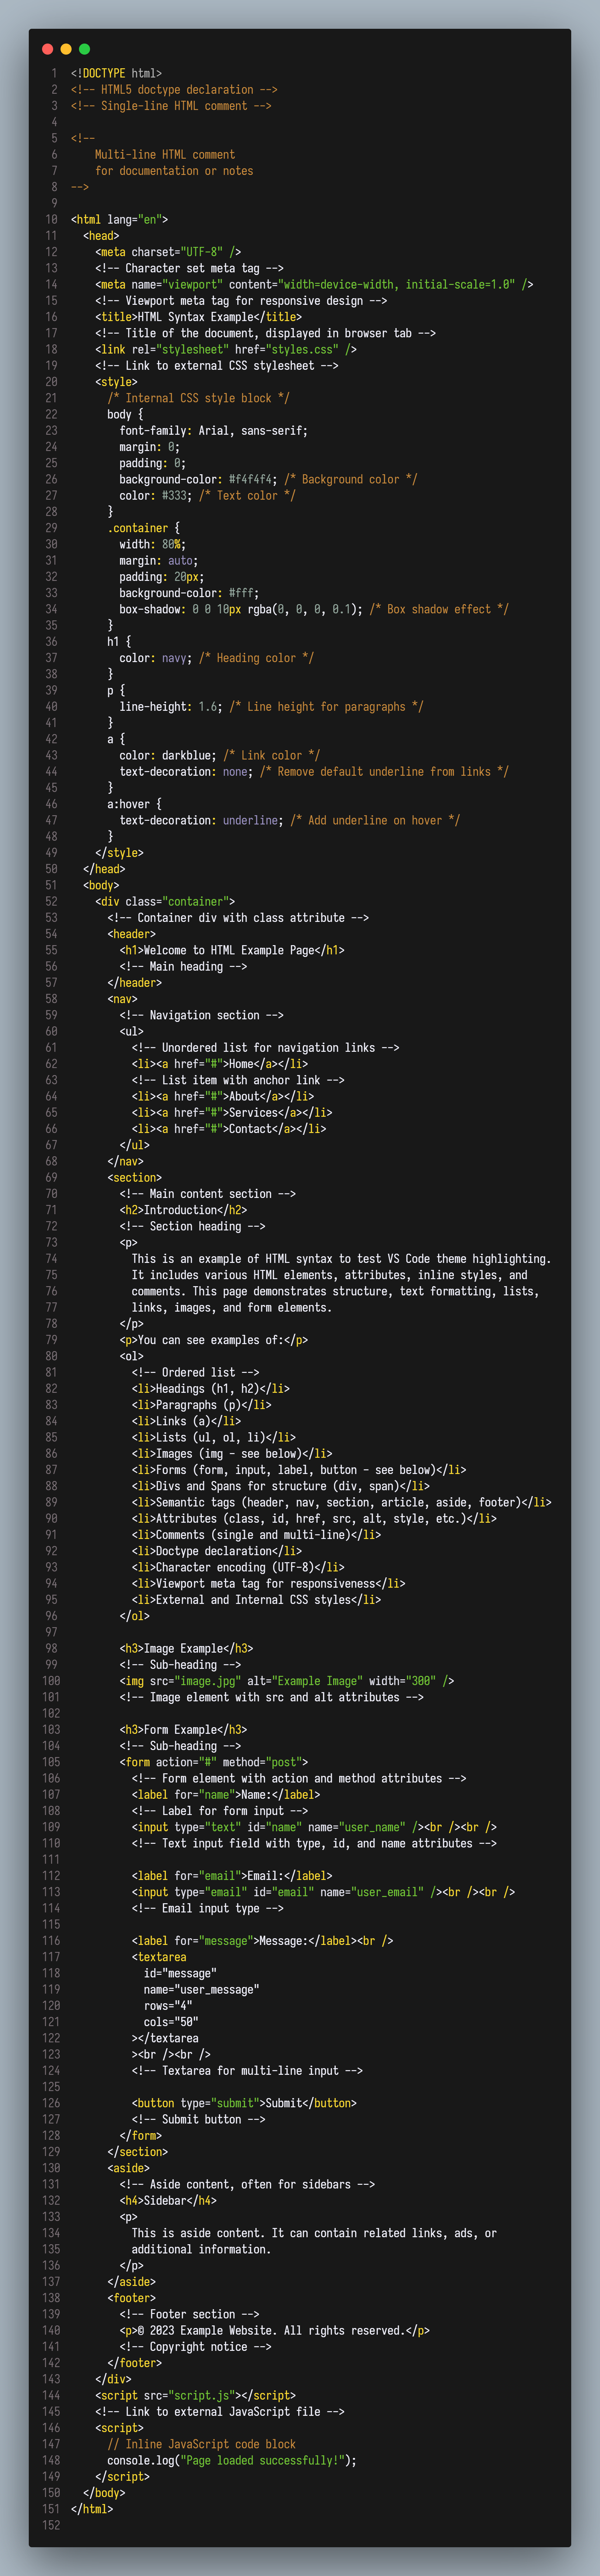 1 <!DOCTYPE html>
2 <!-- HTML5 doctype declaration -->
3 <!-- Single-line HTML comment -->
4
5 <!--
6     Multi-line HTML comment
7     for documentation or notes
8 -->
9
10 <html lang="en">
11   <head>
12     <meta charset="UTF-8" />
13     <!-- Character set meta tag -->
14     <meta name="viewport" content="width=device-width, initial-scale=1.0" />
15     <!-- Viewport meta tag for responsive design -->
16     <title>HTML Syntax Example</title>
17     <!-- Title of the document, displayed in browser tab -->
18     <link rel="stylesheet" href="styles.css" />
19     <!-- Link to external CSS stylesheet -->
20     <style>
21       /* Internal CSS style block */
22       body {
23         font-family: Arial, sans-serif;
24         margin: 0;
25         padding: 0;
26         background-color: #f4f4f4; /* Background color */
27         color: #333; /* Text color */
28       }
29       .container {
30         width: 80%;
31         margin: auto;
32         padding: 20px;
33         background-color: #fff;
34         box-shadow: 0 0 10px rgba(0, 0, 0, 0.1); /* Box shadow effect */
35       }
36       h1 {
37         color: navy; /* Heading color */
38       }
39       p {
40         line-height: 1.6; /* Line height for paragraphs */
41       }
42       a {
43         color: darkblue; /* Link color */
44         text-decoration: none; /* Remove default underline from links */
45       }
46       a:hover {
47         text-decoration: underline; /* Add underline on hover */
48       }
49     </style>
50   </head>
51   <body>
52     <div class="container">
53       <!-- Container div with class attribute -->
54       <header>
55         <h1>Welcome to HTML Example Page</h1>
56         <!-- Main heading -->
57       </header>
58       <nav>
59         <!-- Navigation section -->
60         <ul>
61           <!-- Unordered list for navigation links -->
62           <li><a href="#">Home</a></li>
63           <!-- List item with anchor link -->
64           <li><a href="#">About</a></li>
65           <li><a href="#">Services</a></li>
66           <li><a href="#">Contact</a></li>
67         </ul>
68       </nav>
69       <section>
70         <!-- Main content section -->
71         <h2>Introduction</h2>
72         <!-- Section heading -->
73         <p>
74           This is an example of HTML syntax to test VS Code theme highlighting.
75           It includes various HTML elements, attributes, inline styles, and
76           comments. This page demonstrates structure, text formatting, lists,
77           links, images, and form elements.
78         </p>
79         <p>You can see examples of:</p>
80         <ol>
81           <!-- Ordered list -->
82           <li>Headings (h1, h2)</li>
83           <li>Paragraphs (p)</li>
84           <li>Links (a)</li>
85           <li>Lists (ul, ol, li)</li>
86           <li>Images (img - see below)</li>
87           <li>Forms (form, input, label, button - see below)</li>
88           <li>Divs and Spans for structure (div, span)</li>
89           <li>Semantic tags (header, nav, section, article, aside, footer)</li>
90           <li>Attributes (class, id, href, src, alt, style, etc.)</li>
91           <li>Comments (single and multi-line)</li>
92           <li>Doctype declaration</li>
93           <li>Character encoding (UTF-8)</li>
94           <li>Viewport meta tag for responsiveness</li>
95           <li>External and Internal CSS styles</li>
96         </ol>
97
98         <h3>Image Example</h3>
99         <!-- Sub-heading -->
100         <img src="image.jpg" alt="Example Image" width="300" />
101         <!-- Image element with src and alt attributes -->
102
103         <h3>Form Example</h3>
104         <!-- Sub-heading -->
105         <form action="#" method="post">
106           <!-- Form element with action and method attributes -->
107           <label for="name">Name:</label>
108           <!-- Label for form input -->
109           <input type="text" id="name" name="user_name" /><br /><br />
110           <!-- Text input field with type, id, and name attributes -->
111
112           <label for="email">Email:</label>
113           <input type="email" id="email" name="user_email" /><br /><br />
114           <!-- Email input type -->
115
116           <label for="message">Message:</label><br />
117           <textarea
118             id="message"
119             name="user_message"
120             rows="4"
121             cols="50"
122           ></textarea
123           ><br /><br />
124           <!-- Textarea for multi-line input -->
125
126           <button type="submit">Submit</button>
127           <!-- Submit button -->
128         </form>
129       </section>
130       <aside>
131         <!-- Aside content, often for sidebars -->
132         <h4>Sidebar</h4>
133         <p>
134           This is aside content. It can contain related links, ads, or
135           additional information.
136         </p>
137       </aside>
138       <footer>
139         <!-- Footer section -->
140         <p>© 2023 Example Website. All rights reserved.</p>
141         <!-- Copyright notice -->
142       </footer>
143     </div>
144     <script src="script.js"></script>
145     <!-- Link to external JavaScript file -->
146     <script>
147       // Inline JavaScript code block
148       console.log("Page loaded successfully!");
149     </script>
150   </body>
151 </html>
152